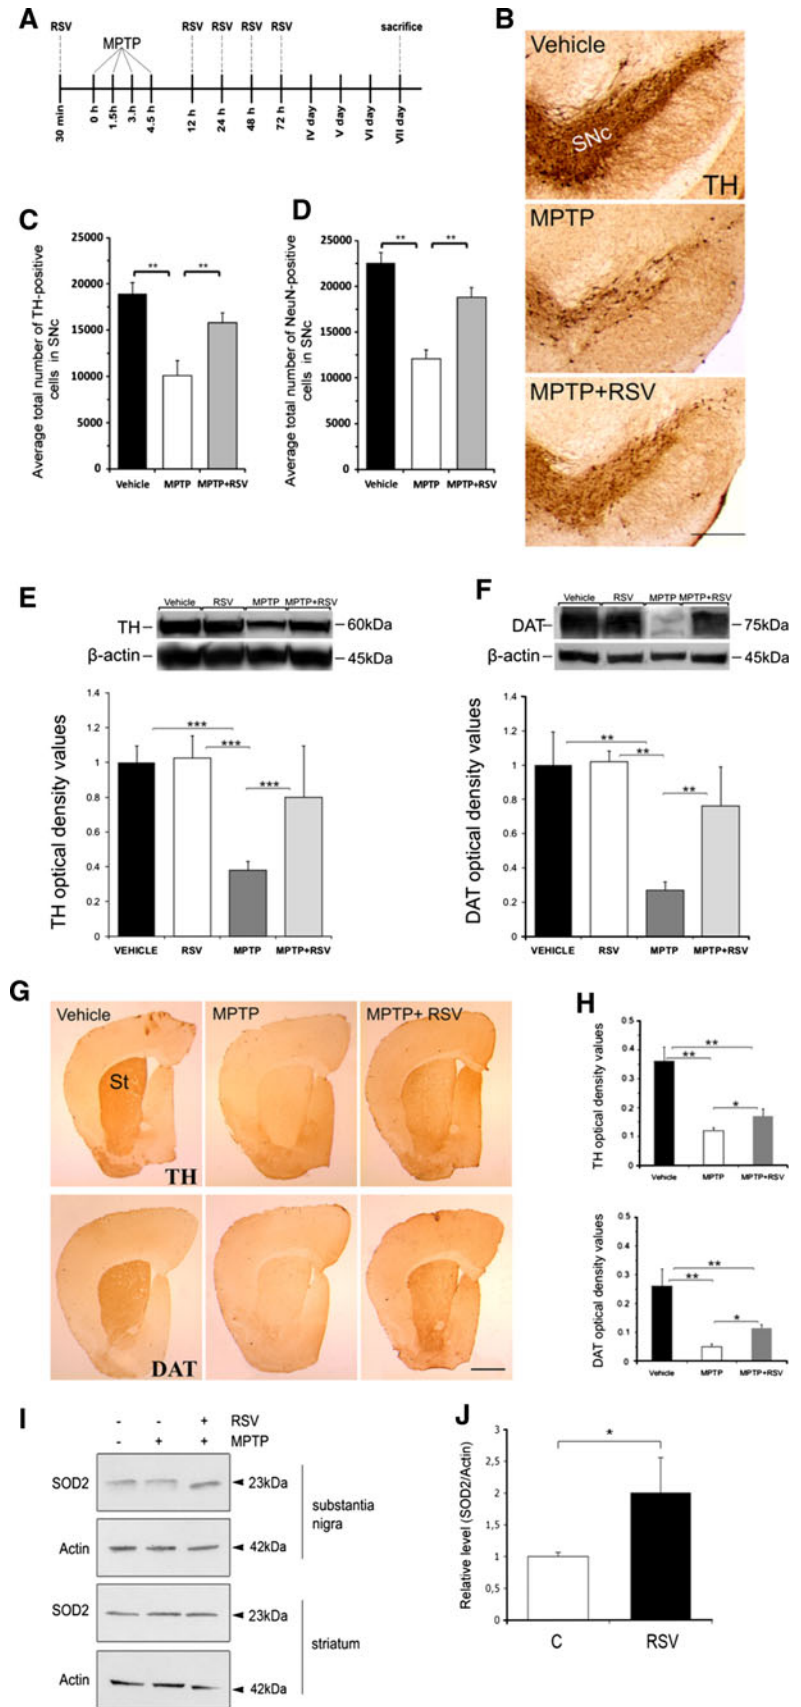 A
RSV
MPTP
RSV RSV RSV RSV
sacrifice
30 min
0 h
1.5h
3.h
4.5 h
12 h
24 h
48 h
72 h
IV day
V day
VI day
VII day
B
Vehicle
SNc
TH
MPTP
MPTP+RSV
C
Average total number of TH-positive
cells in SNc
25000
20000
15000
10000
5000
0
**
**
Vehicle MPTP MPTP+RSV
D
Average total number of NeuN-positive
cells in SNc
25000
20000
15000
10000
5000
0
**
**
Vehicle MPTP MPTP+RSV
E
Vehicle RSV MPTP MPTP+RSV
TH
60kDa
β-actin
45kDa
TH optical density values
1.4
1.2
1
0.8
0.6
0.4
0.2
0
***
***
***
VEHICLE RSV MPTP MPTP+RSV
F
Vehicle RSV MPTP MPTP+RSV
DAT
75kDa
β-actin
45kDa
DAT optical density values
1.4
1.2
1
0.8
0.6
0.4
0.2
0
**
**
**
VEHICLE RSV MPTP MPTP+RSV
G
Vehicle
MPTP
MPTP+ RSV
St
TH
DAT
H
TH optical density values
0.5
0.4
0.3
0.2
0.1
0
**
**
*
Vehicle MPTP MPTP+RSV
DAT optical density values
0.5
0.4
0.3
0.2
0.1
0
**
**
*
Vehicle MPTP MPTP+RSV
I
- - + RSV
- + + MPTP
SOD2
23kDa
Actin
42kDa
substantia
nigra
SOD2
23kDa
Actin
42kDa
striatum
J
Relative level (SOD2/Actin)
3
2,5
2
1,5
1
0,5
0
*
C RSV